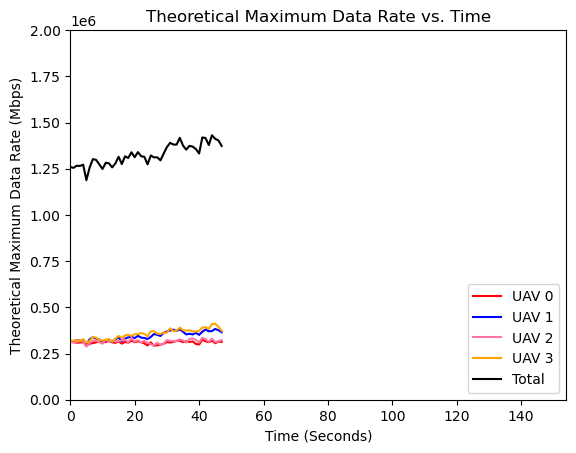 Theoretical Maximum Data Rate vs. Time
1e6
2.00
1.75
1.50
1.25
1.00
0.75
0.50
0.25
0.00
Theoretical Maximum Data Rate (Mbps)
0
20
40
60
80
100
120
140
Time (Seconds)
UAV 0
UAV 1
UAV 2
UAV 3
Total